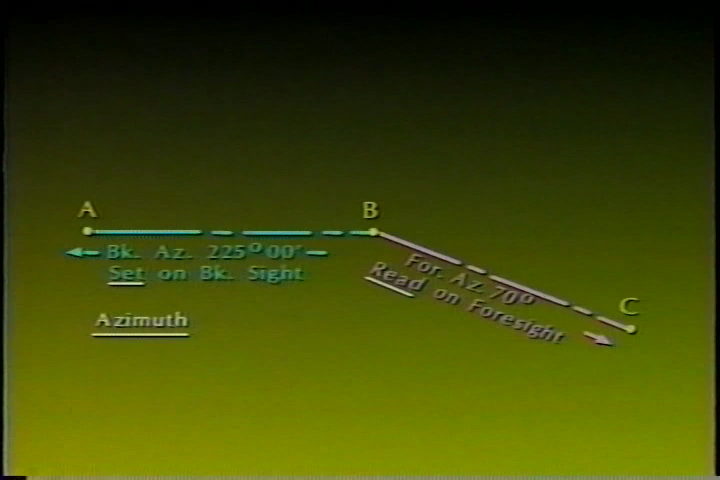 A
B
Bk. Az. 225° 00'
Set on Bk. Sight
For. Az. 70°
Read on Foresight
C
Azimuth